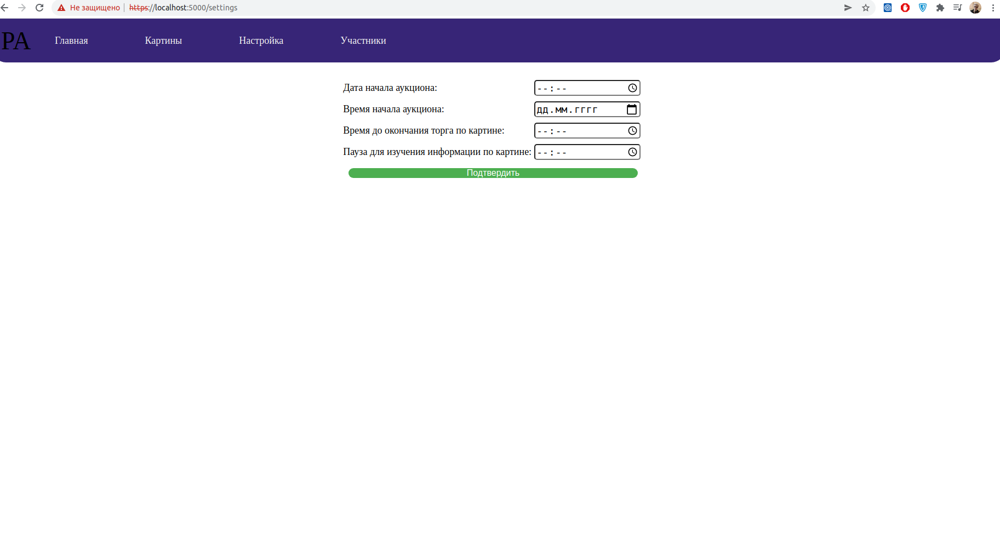 Не защищено https://localhost:5000/settings
PA Главная Картины Настройка Участники
Дата начала аукциона: --:--
Время начала аукциона: дд.мм.гггг
Время до окончания торга по картине: --:--
Пауза для изучения информации по картине: --:--
Подтвердить